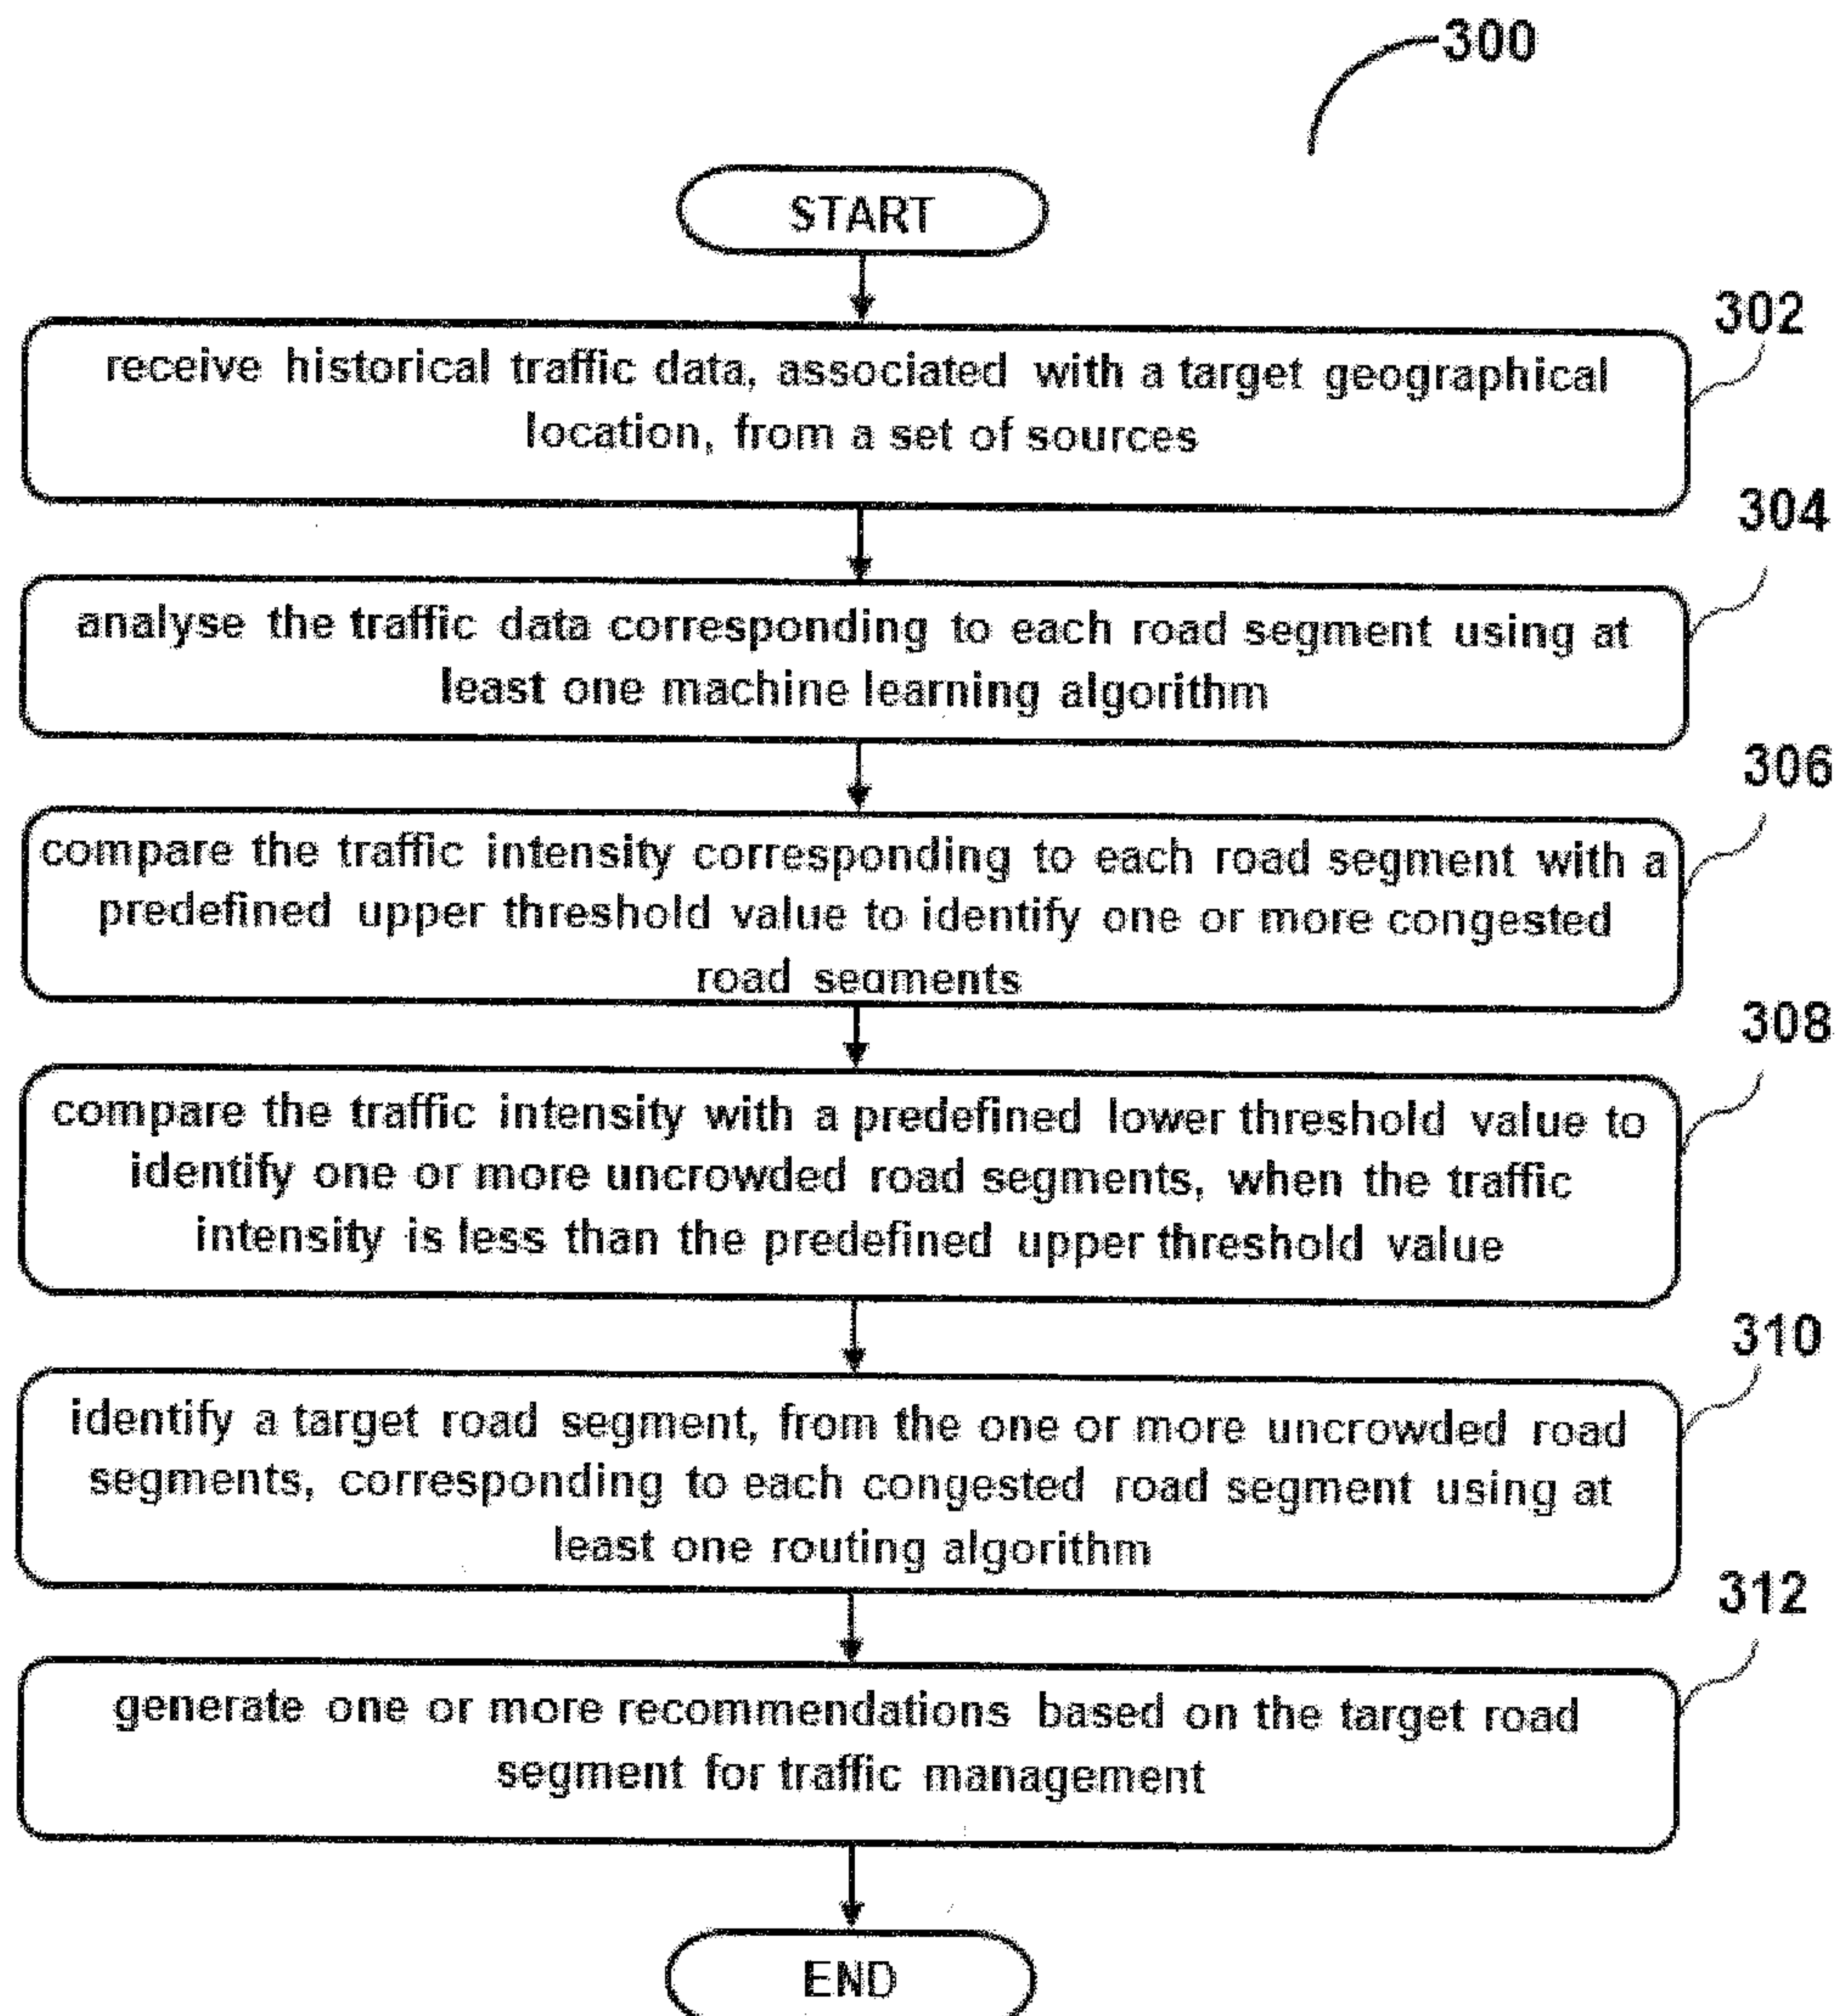 300
START
302
receive historical traffic data, associated with a target geographical
location, from a set of sources
304
analyse the traffic data corresponding to each road segment using at
least one machine learning algorithm
306
compare the traffic intensity corresponding to each road segment with a
predefined upper threshold value to identify one or more congested
road segments
308
compare the traffic intensity with a predefined lower threshold value to
identify one or more uncrowded road segments, when the traffic
intensity is less than the predefined upper threshold value
310
identify a target road segment, from the one or more uncrowded road
segments, corresponding to each congested road segment using at
least one routing algorithm
312
generate one or more recommendations based on the target road
segment for traffic management
END